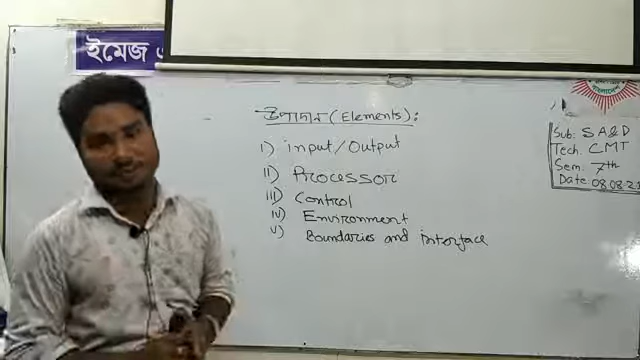 ইমেজ
উপাদান (Elements):
i) Input/Output
ii) Processor
iii) Control
iv) Environment
v) Boundaries and interface
Sub: SA&D
Tech. CMT
Sem. 7th
Date 08.08.2